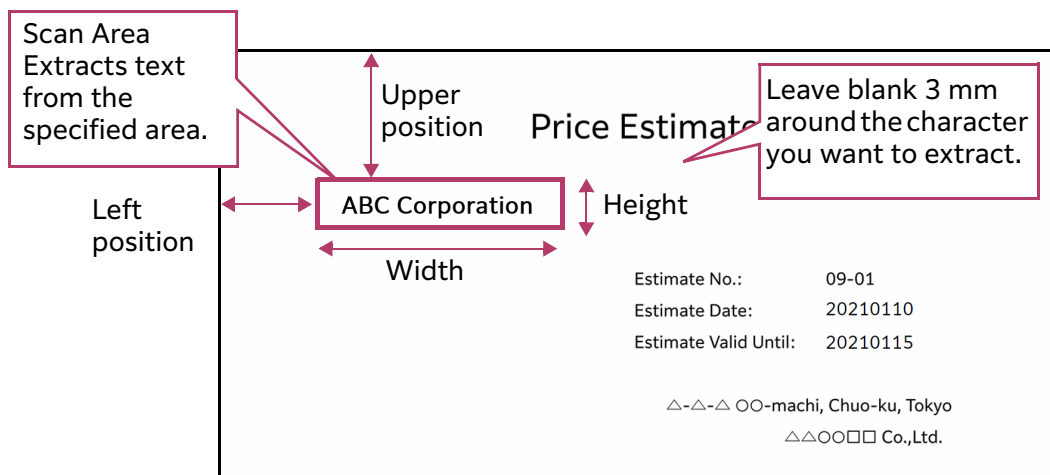 Scan Area
Extracts text
from the
specified area.
Upper
position
Price Estimate
Leave blank 3 mm
around the character
you want to extract.
Left
position
ABC Corporation
Height
Width
Estimate No.: 09-01
Estimate Date: 20210110
Estimate Valid Until: 20210115
△-△-△ ○○-machi, Chuo-ku, Tokyo
△△○○□□ Co.,Ltd.